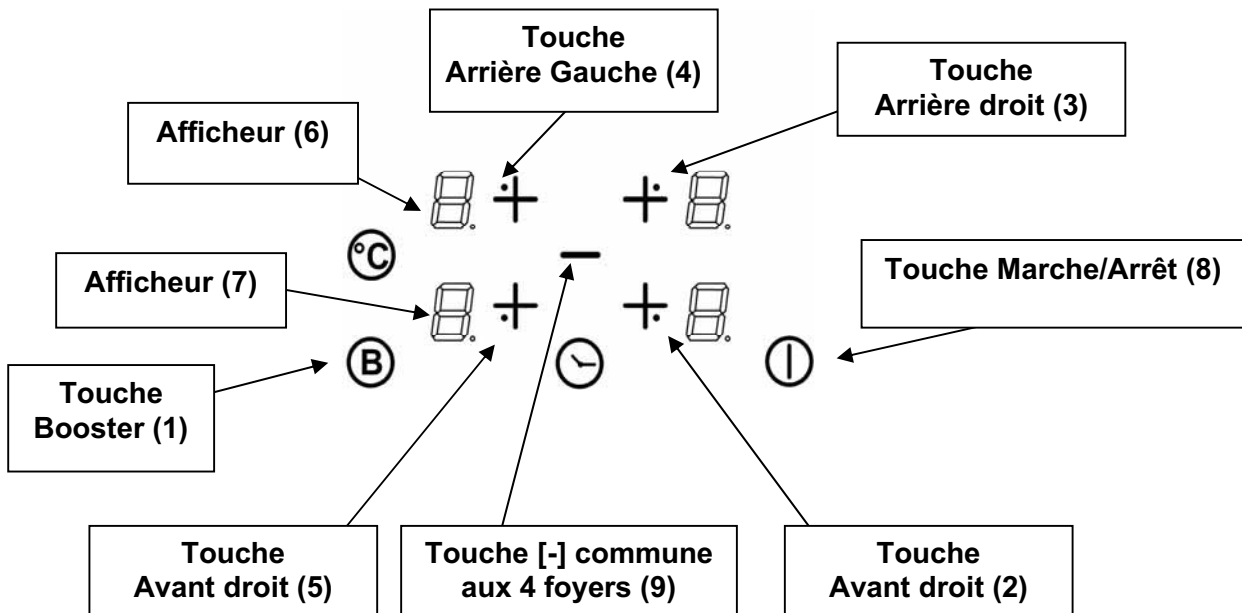 Touche
Arrière Gauche (4)
Touche
Arrière droit (3)
Afficheur (6)
°C
Afficheur (7)
Touche Marche/Arrêt (8)
B
Touche
Booster (1)
Touche
Avant droit (5)
Touche [-] commune
aux 4 foyers (9)
Touche
Avant droit (2)